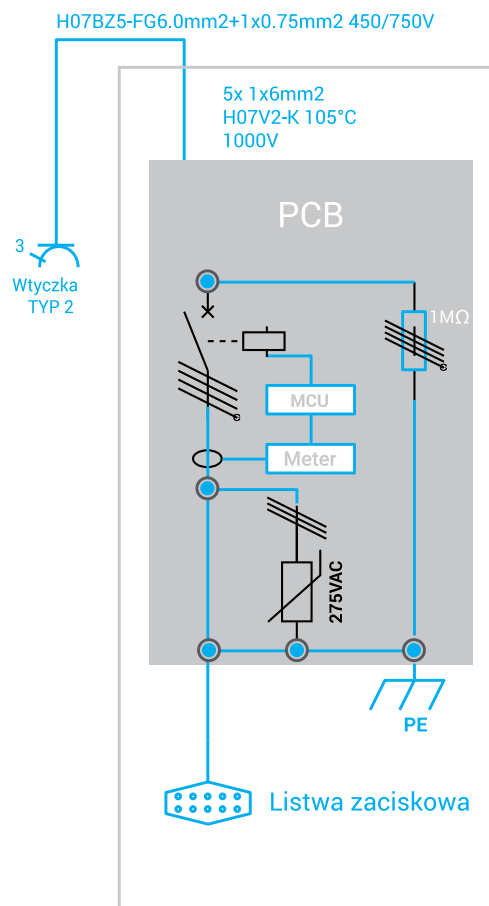 H07BZ5-FG6.0mm2+1x0.75mm2 450/750V
5x 1x6mm2
H07V2-K 105°C
1000V
PCB
3
Wtyczka
TYP 2
1MΩ
MCU
Meter
275VAC
PE
Listwa zaciskowa